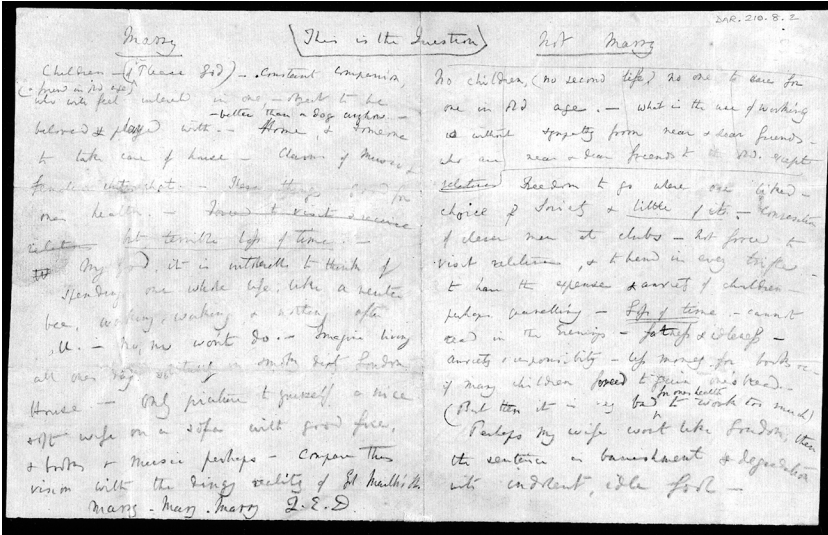 DAR. 210. 8. 2
This is the Question
Marry
Children — (if Please God) — Constant companion,
(& friend in old age)
who will feel interested in one, — object to be
— better than a dog anyhow. —
beloved & played with. — Home, & someone
to take care of house — Charms of music &
female chit-chat. — These things good for
one's health. — forced to visit & receive
relations but terrible loss of time. —
My God, it is intolerable to think of
spending one's whole life, like a neuter
bee, working, working, & nothing after
all. — No, no won't do. — Imagine living
all one's day solitarily in smoky dirty London
House. — Only picture to yourself a nice
soft wife on a sofa with good fire,
& books & music perhaps — Compare this
vision with the dingy reality of Grt. Marlbro' St.
Marry — Marry — Marry Q.E.D.
Not Marry
No children, (no second life), no one to care for
one in old age. — What is the use of working
without sympathy from near & dear friends —
who are near & dear friends to the old, except
relatives
Freedom to go where one liked —
choice of Society & little of it. — Conversation
of clever men at clubs — Not forced to
visit relatives, & to bend in every trifle. —
to have the expense & anxiety of children —
perhaps quarelling — Loss of time. — cannot
read in the Evenings — fatness & idleness —
Anxiety & responsibility — less money for books &c —
if many children forced to gain one's bread. —
(But then it is very bad for one's health to work too much)
Perhaps my wife won't like London; then
the sentence is banishment & degradation
into indolent, idle fool —